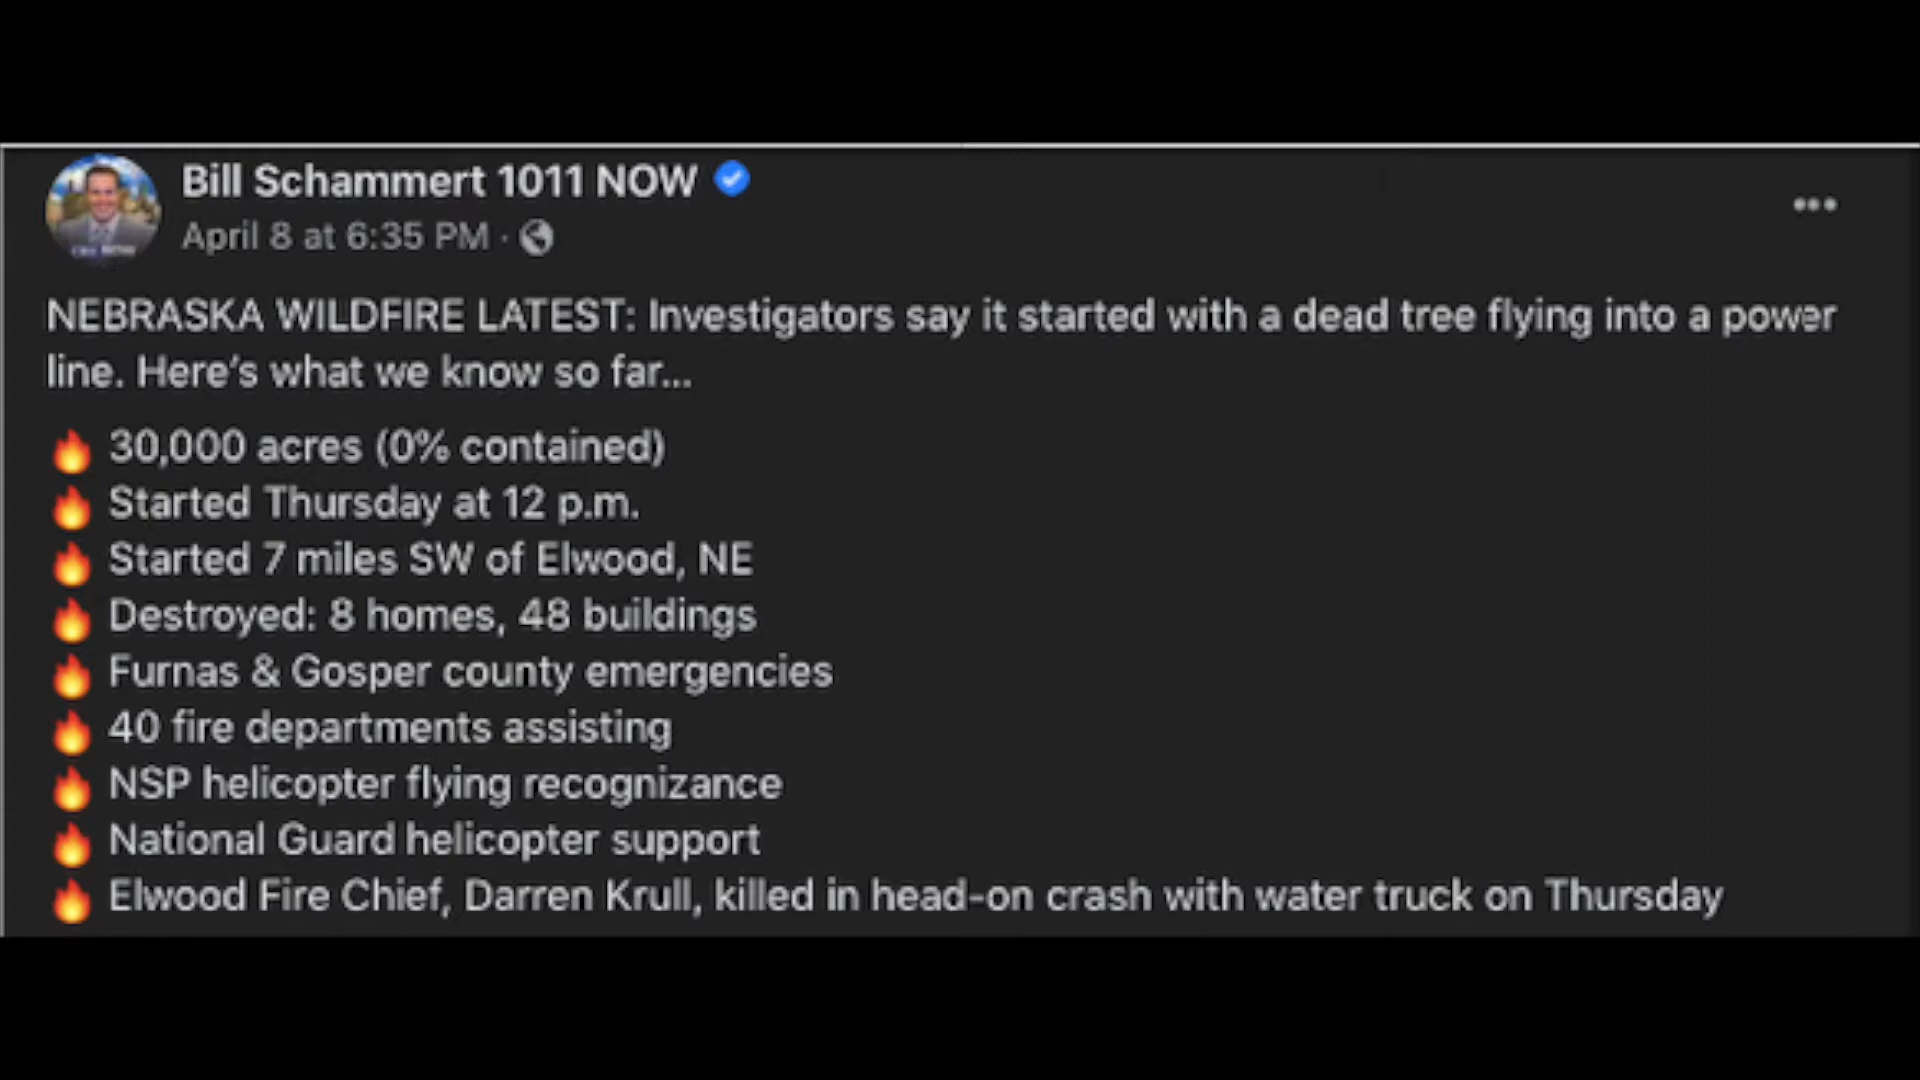 Bill Schammert 1011 NOW
April 8 at 6:35 PM ·
NEBRASKA WILDFIRE LATEST: Investigators say it started with a dead tree flying into a power
line. Here's what we know so far...
🔥 30,000 acres (0% contained)
🔥 Started Thursday at 12 p.m.
🔥 Started 7 miles SW of Elwood, NE
🔥 Destroyed: 8 homes, 48 buildings
🔥 Furnas & Gosper county emergencies
🔥 40 fire departments assisting
🔥 NSP helicopter flying recognizance
🔥 National Guard helicopter support
🔥 Elwood Fire Chief, Darren Krull, killed in head-on crash with water truck on Thursday